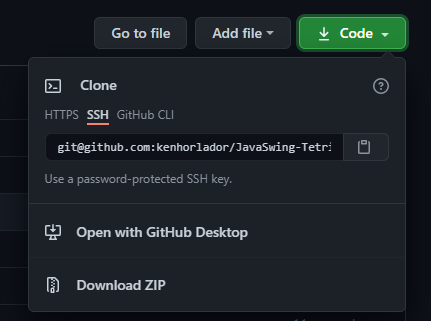 Go to file Add file Code
Clone
HTTPS SSH GitHub CLI
git@github.com:kenhorlador/JavaSwing-Tetri
Use a password-protected SSH key.
Open with GitHub Desktop
Download ZIP